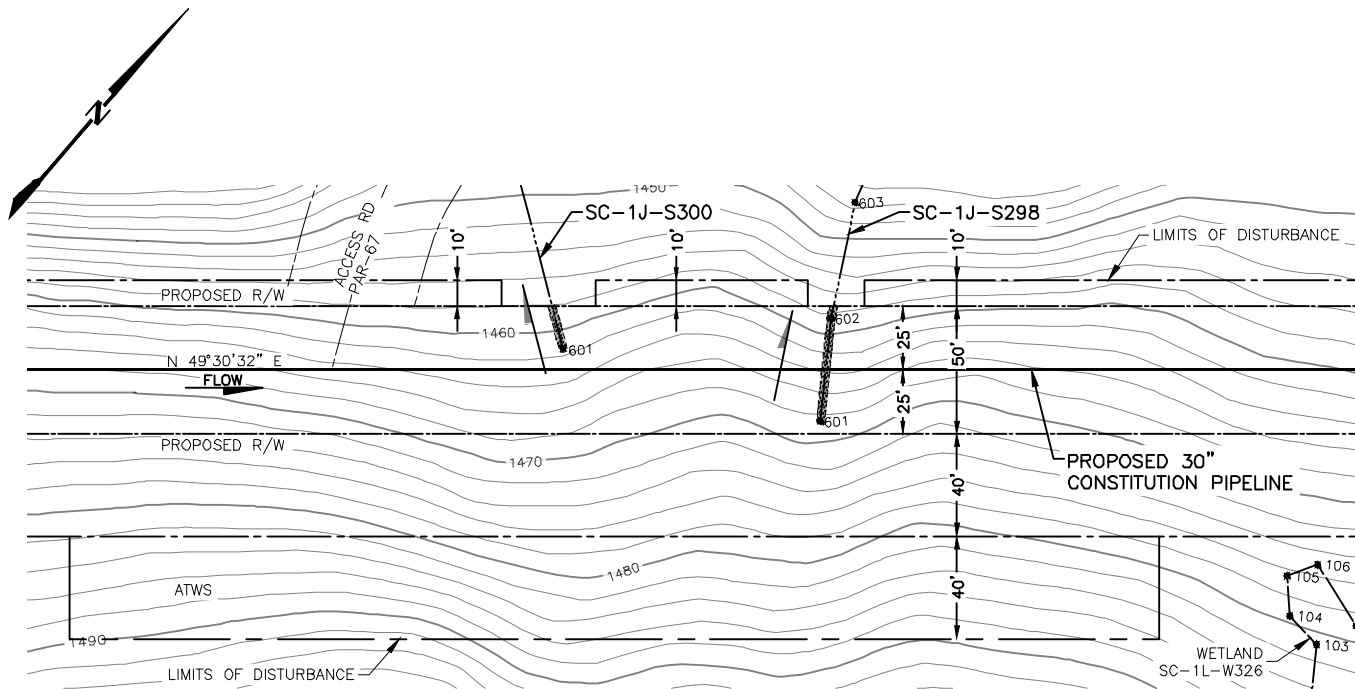 N
1450
603
SC-1J-S300
SC-1J-S298
ACCESS RD
PAR-67
10'
10'
10'
LIMITS OF DISTURBANCE
PROPOSED R/W
602
1460
601
25'
50'
N 49°30'32" E
FLOW
25'
601
PROPOSED R/W
1470
PROPOSED 30"
CONSTITUTION PIPELINE
40'
1480
106
105
ATWS
40'
104
1490
103
WETLAND
SC-1L-W326
LIMITS OF DISTURBANCE